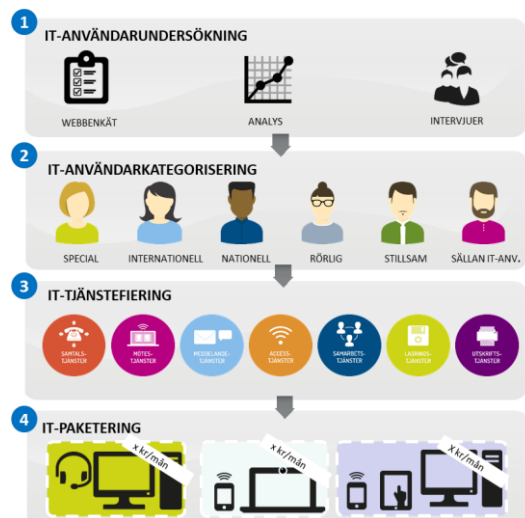 1
IT-ANVÄNDARUNDERSÖKNING
WEBBENKÄT ANALYS INTERVJUER
2
IT-ANVÄNDARKATEGORISERING
SPECIAL INTERNATIONELL NATIONELL RÖRLIG STILLSAM SÄLLAN IT-ANV.
3
IT-TJÄNSTEFIERING
SAMTALS- MÖTES- MEDDELANDE- ACCESS- SAMARBETS- LAGRINGS- UTSKRIFTS-
TJÄNSTER TJÄNSTER TJÄNSTER TJÄNSTER TJÄNSTER TJÄNSTER TJÄNSTER
4
IT-PAKETERING
x kr/mån x kr/mån X kr/mån